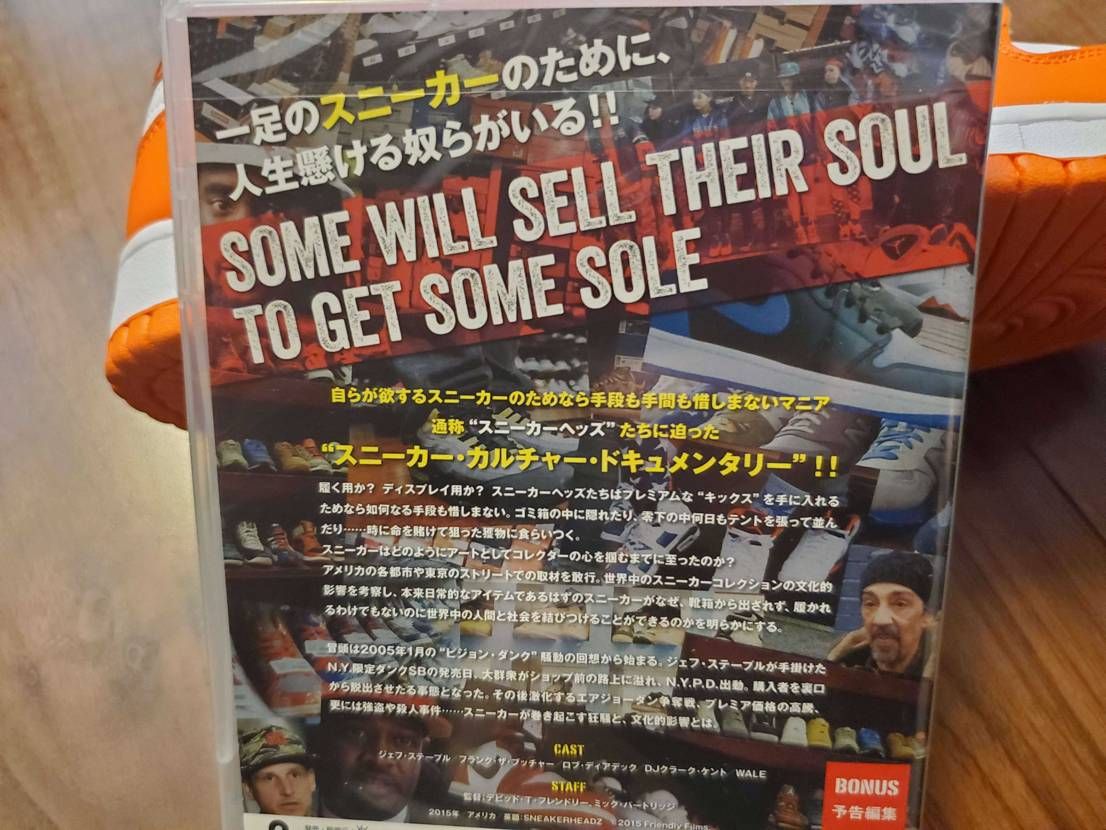 一足のスニーカーのために、
人生懸ける奴らがいる!!
SOME WILL SELL THEIR SOUL
TO GET SOME SOLE
自らが欲するスニーカーのためなら手段も手間も惜しまないマニア
通称“スニーカーヘッズ”たちに迫った
“スニーカー・カルチャー・ドキュメンタリー”!!
履く用か? ディスプレイ用か? スニーカーヘッズたちはプレミアムな“キックス”を手に入れる
ためなら如何なる手段も惜しまない。ゴミ箱の中に隠れたり、零下の中何日もテントを張って並ん
だり……時に命を賭けて狙った獲物に食らいつく。
スニーカーはどのようにアートとしてコレクターの心を掴むまでに至ったのか?
アメリカの各都市や東京のストリートでの取材を敢行。世界中のスニーカーコレクションの文化的
影響を考察し、本来日常的なアイテムであるはずのスニーカーがなぜ、靴箱から出されず、履かれ
るわけでもないのに世界中の人間と社会を結びつけることができるのかを明らかにする。
冒頭は2005年1月の“ピジョン・ダンク”騒動の回想から始まる。ジェフ・ステープルが手掛けた
N.Y.限定ダンクSBの発売日、大群衆がショップ前の路上に溢れ、N.Y.P.D.出動。購入者を裏口
から脱出させたる事態となった。その後激化するエアジョーダン争奪戦、プレミア価格の高騰、
更には強盗や殺人事件……スニーカーが巻き起こす狂騒と、文化的影響とは。
CAST
ジェフ・ステープル フランク・ザ・ブッチャー ロブ・ディアデック DJクラーク・ケント WALE
STAFF
監督:デビッド・T・フレンドリー、ミック・パートリッジ
2015年 アメリカ 英題:SNEAKERHEADZ ©2015 Friendly Films
BONUS
予告編集